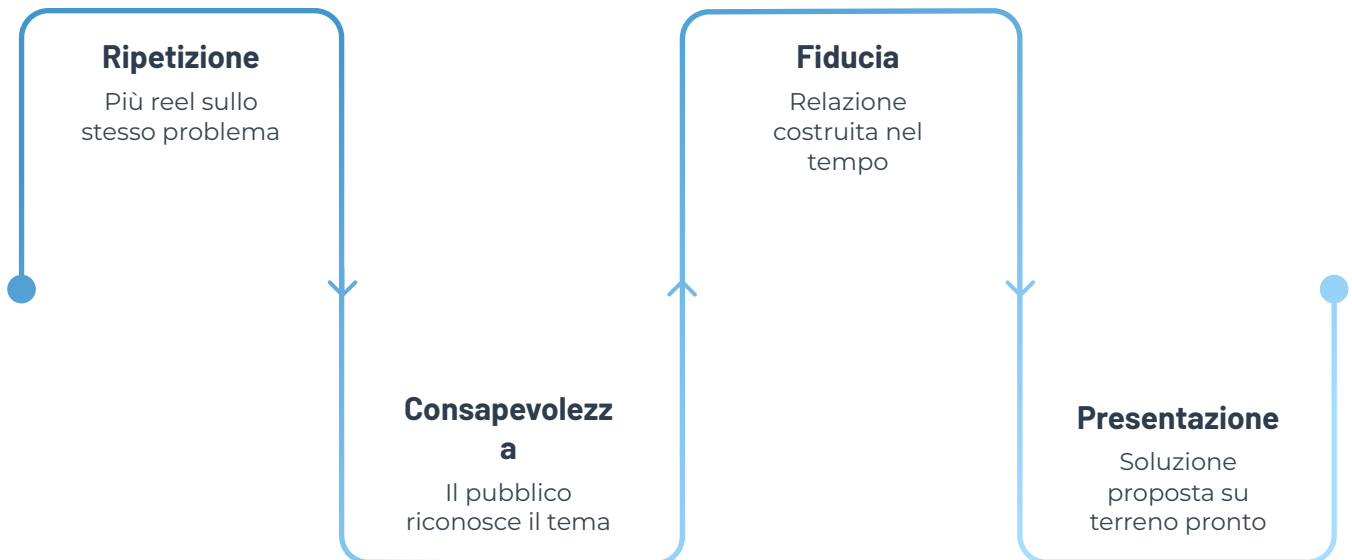 Ripetizione
Più reel sullo
stesso problema
Consapevolezz
a
Il pubblico
riconosce il tema
Fiducia
Relazione
costruita nel
tempo
Presentazione
Soluzione
proposta su
terreno pronto